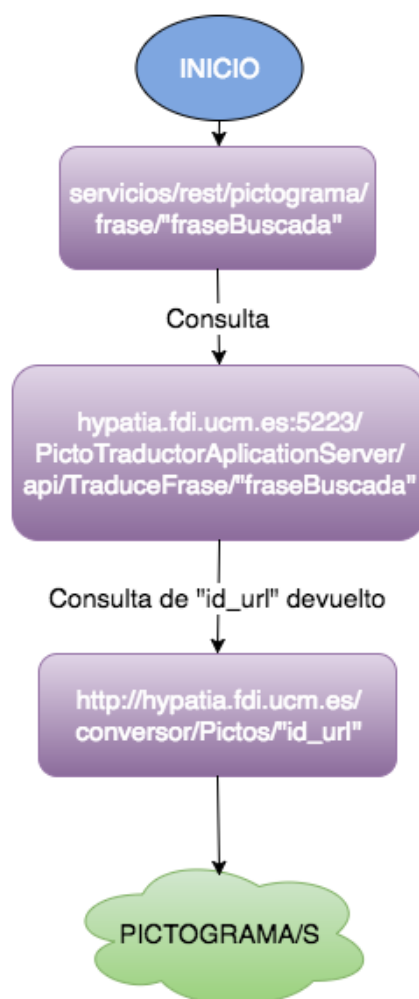 INICIO
servicios/rest/pictograma/
frase/"fraseBuscada"
Consulta
hypatia.fdi.ucm.es:5223/
PictoTraductorAplicationServer/
api/TraduceFrase/"fraseBuscada"
Consulta de "id_url" devuelto
http://hypatia.fdi.ucm.es/
conversor/Pictos/"id_url"
PICTOGRAMA/S